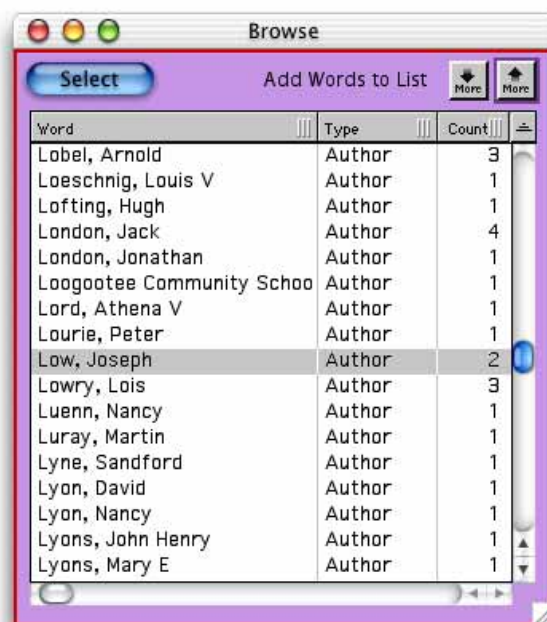 Browse
Select Add Words to List More More
Word Type Count
Lobel, Arnold Author 3
Loeschnig, Louis V Author 1
Lofting, Hugh Author 1
London, Jack Author 4
London, Jonathan Author 1
Loogootee Community Schoo Author 1
Lord, Athena V Author 1
Lourie, Peter Author 1
Low, Joseph Author 2
Lowry, Lois Author 3
Luenn, Nancy Author 1
Luray, Martin Author 1
Lyne, Sandford Author 1
Lyon, David Author 1
Lyon, Nancy Author 1
Lyons, John Henry Author 1
Lyons, Mary E Author 1